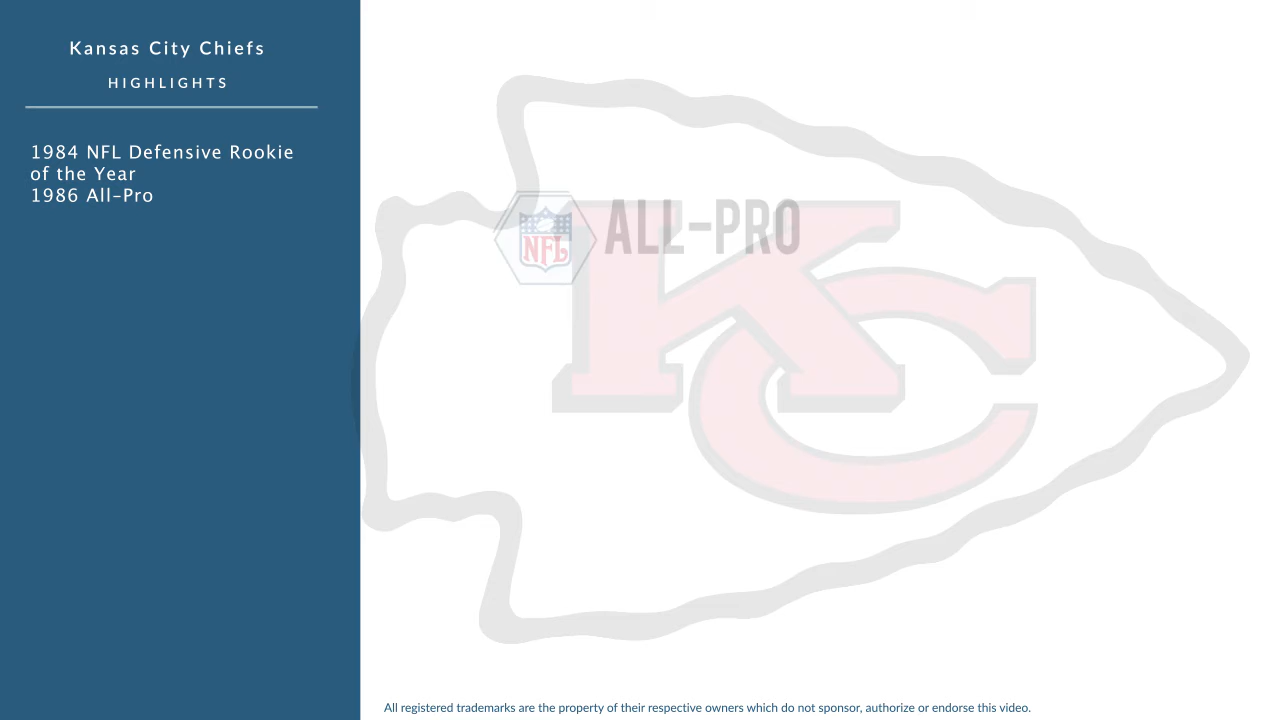 Kansas City Chiefs
HIGHLIGHTS
1984 NFL Defensive Rookie
of the Year
1986 All-Pro
NFL
ALL-PRO
KC
All registered trademarks are the property of their respective owners which do not sponsor, authorize or endorse this video.